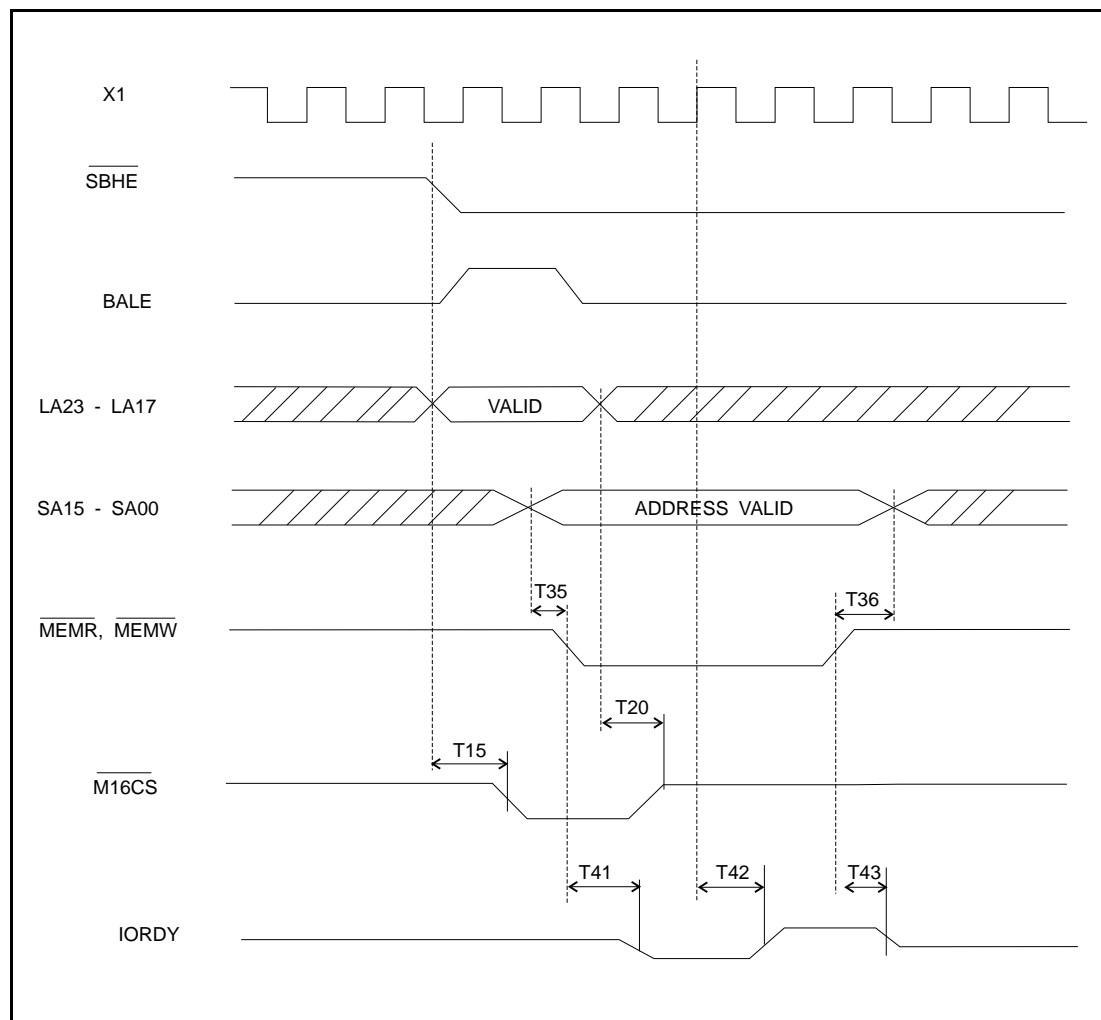 X1
SBHE
BALE
LA23 - LA17
VALID
SA15 - SA00
ADDRESS VALID
T35
T36
MEMR, MEMW
T20
T15
M16CS
T41
T42
T43
IORDY